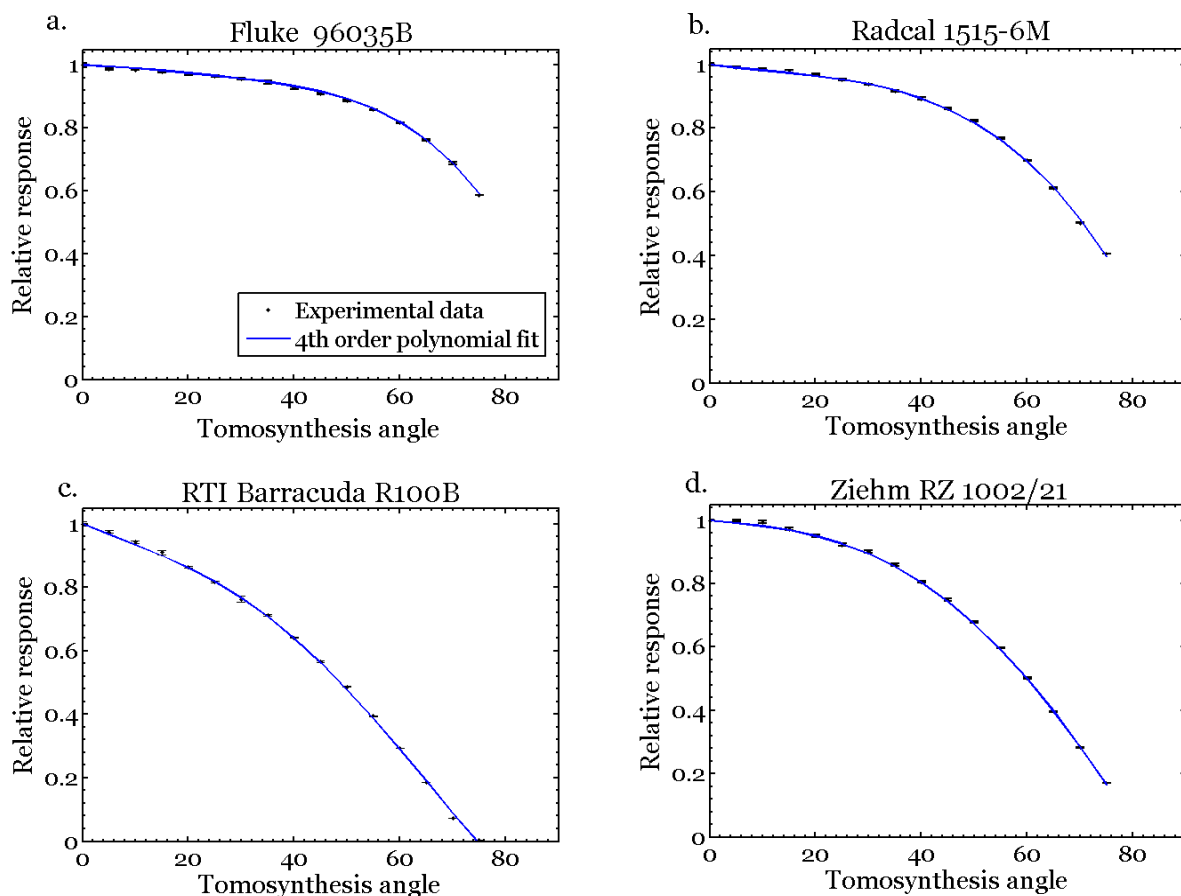 a.
Fluke 96035B
1
0.8
0.6
0.4
0.2
0
0 20 40 60 80
Relative response
Tomosynthesis angle
Experimental data
4th order polynomial fit
b.
Radcal 1515-6M
1
0.8
0.6
0.4
0.2
0
0 20 40 60 80
Relative response
Tomosynthesis angle
c.
RTI Barracuda R100B
1
0.8
0.6
0.4
0.2
0
0 20 40 60 80
Relative response
Tomosynthesis angle
d.
Ziehm RZ 1002/21
1
0.8
0.6
0.4
0.2
0
0 20 40 60 80
Relative response
Tomosynthesis angle